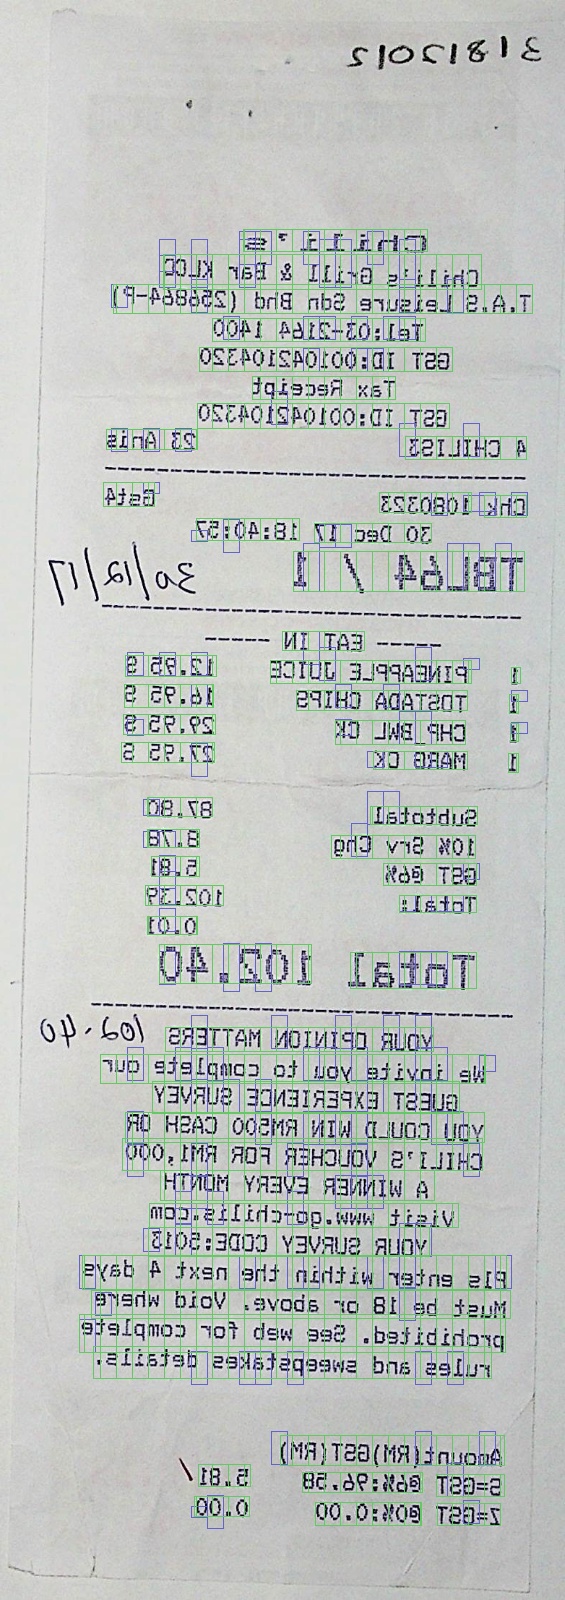 Chili's
Chilis Grill & Bar KLCC
T.A.S Leisure Sdn Bhd (256864-P)
Tel:03-2164 1400
GST ID:001042104320
Tax Receipt
GST ID:001042104320
4 CHILIS3 23 Anis
Chk 1080323 Gst4
30 Dec '17 18:40:57
TBL64 / 1
30/12/17
----- EAT IN -----
1 PINEAPPLE JUICE 12.95 S
1 TOSTADA CHIPS 16.95 S
1 CHP BWL CK 29.95 S
1 MARG CK 27.95 S
Subtotal 87.80
10% Srv Chg 8.78
GST @6% 5.81
Total: 102.39
0.01
Total 102.40
102.40
YOUR OPINION MATTERS
We invite you to complete our
GUEST EXPERIENCE SURVEY
YOU COULD WIN RM500 CASH OR
CHILI'S VOUCHER FOR RM1,000
A WINNER EVERY MONTH
Visit www.go-chilis.com
YOUR SURVEY CODE:5013
Pls enter within the next 4 days
Must be 18 or above. Void where
prohibited. See web for complete
rules and sweepstakes details.
Amount(RM)GST(RM)
S=GST @6%:96.58 5.81
Z=GST @0%:0.00 0.00